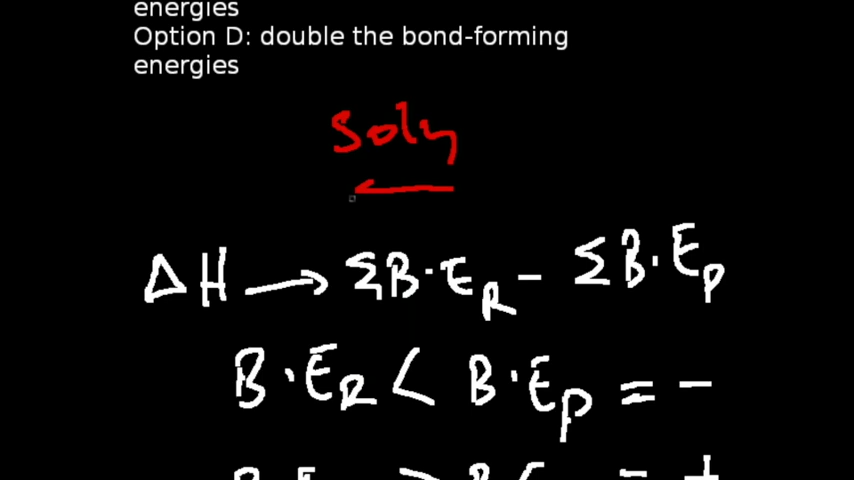 energies
Option D: double the bond-forming
energies
Soln
ΔH → ΣB.E_R - ΣB.E_P
B.E_R < B.E_P = -